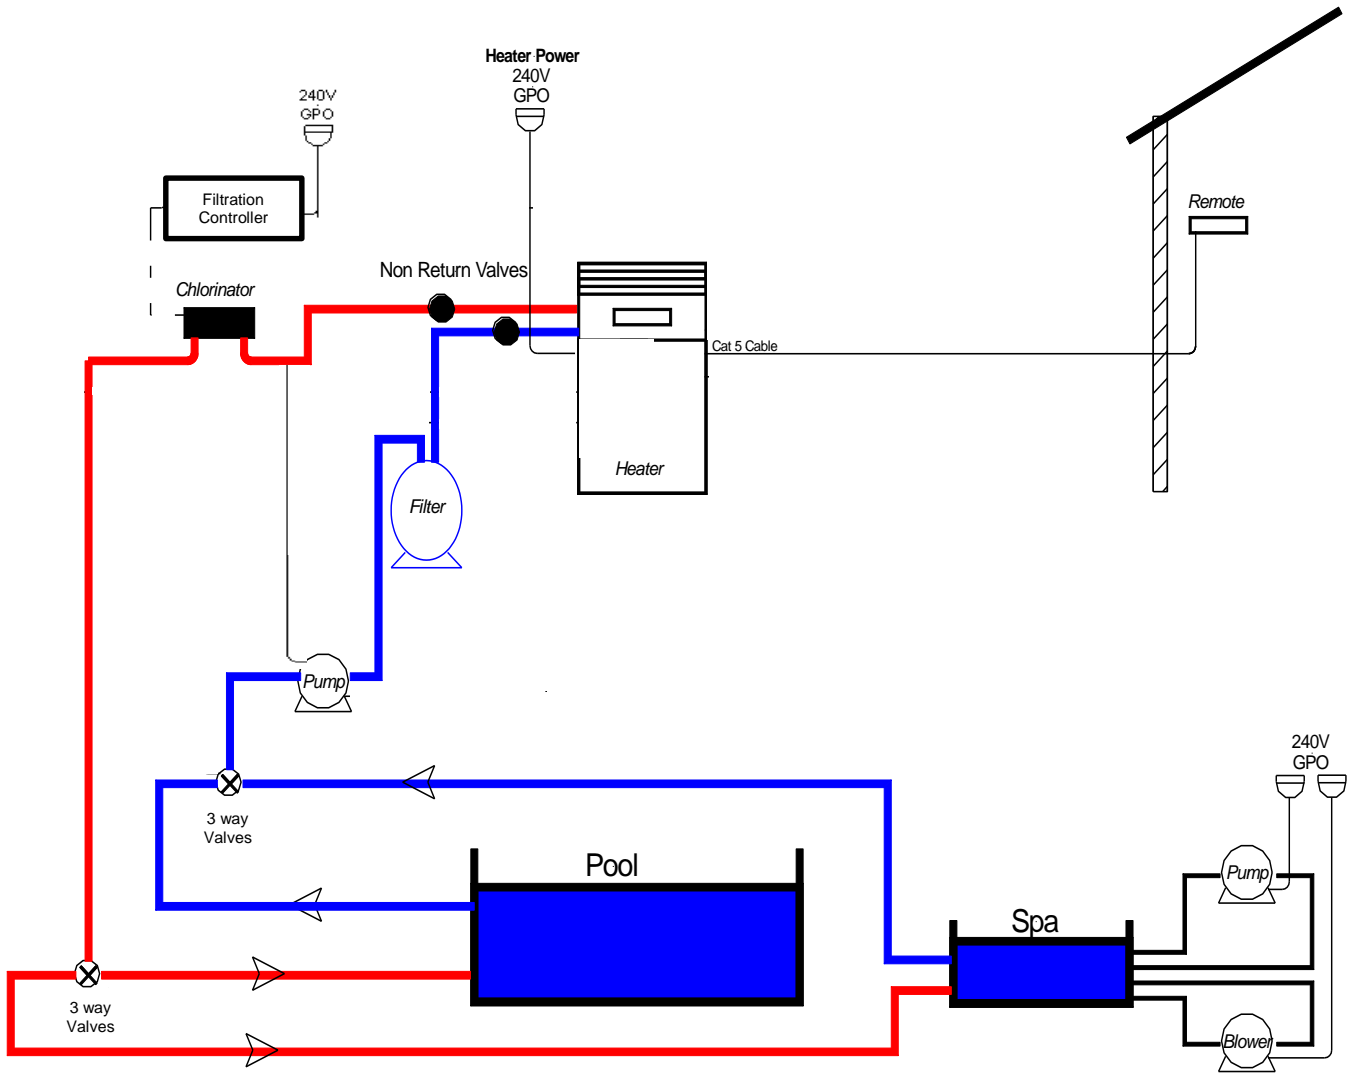 Heater Power
240V
GPO
240V
GPO
Filtration
Controller
Remote
Non Return Valves
Chlorinator
Cat 5 Cable
Heater
Filter
Pump
240V
GPO
3 way
Valves
Pool
Pump
Spa
3 way
Valves
Blower